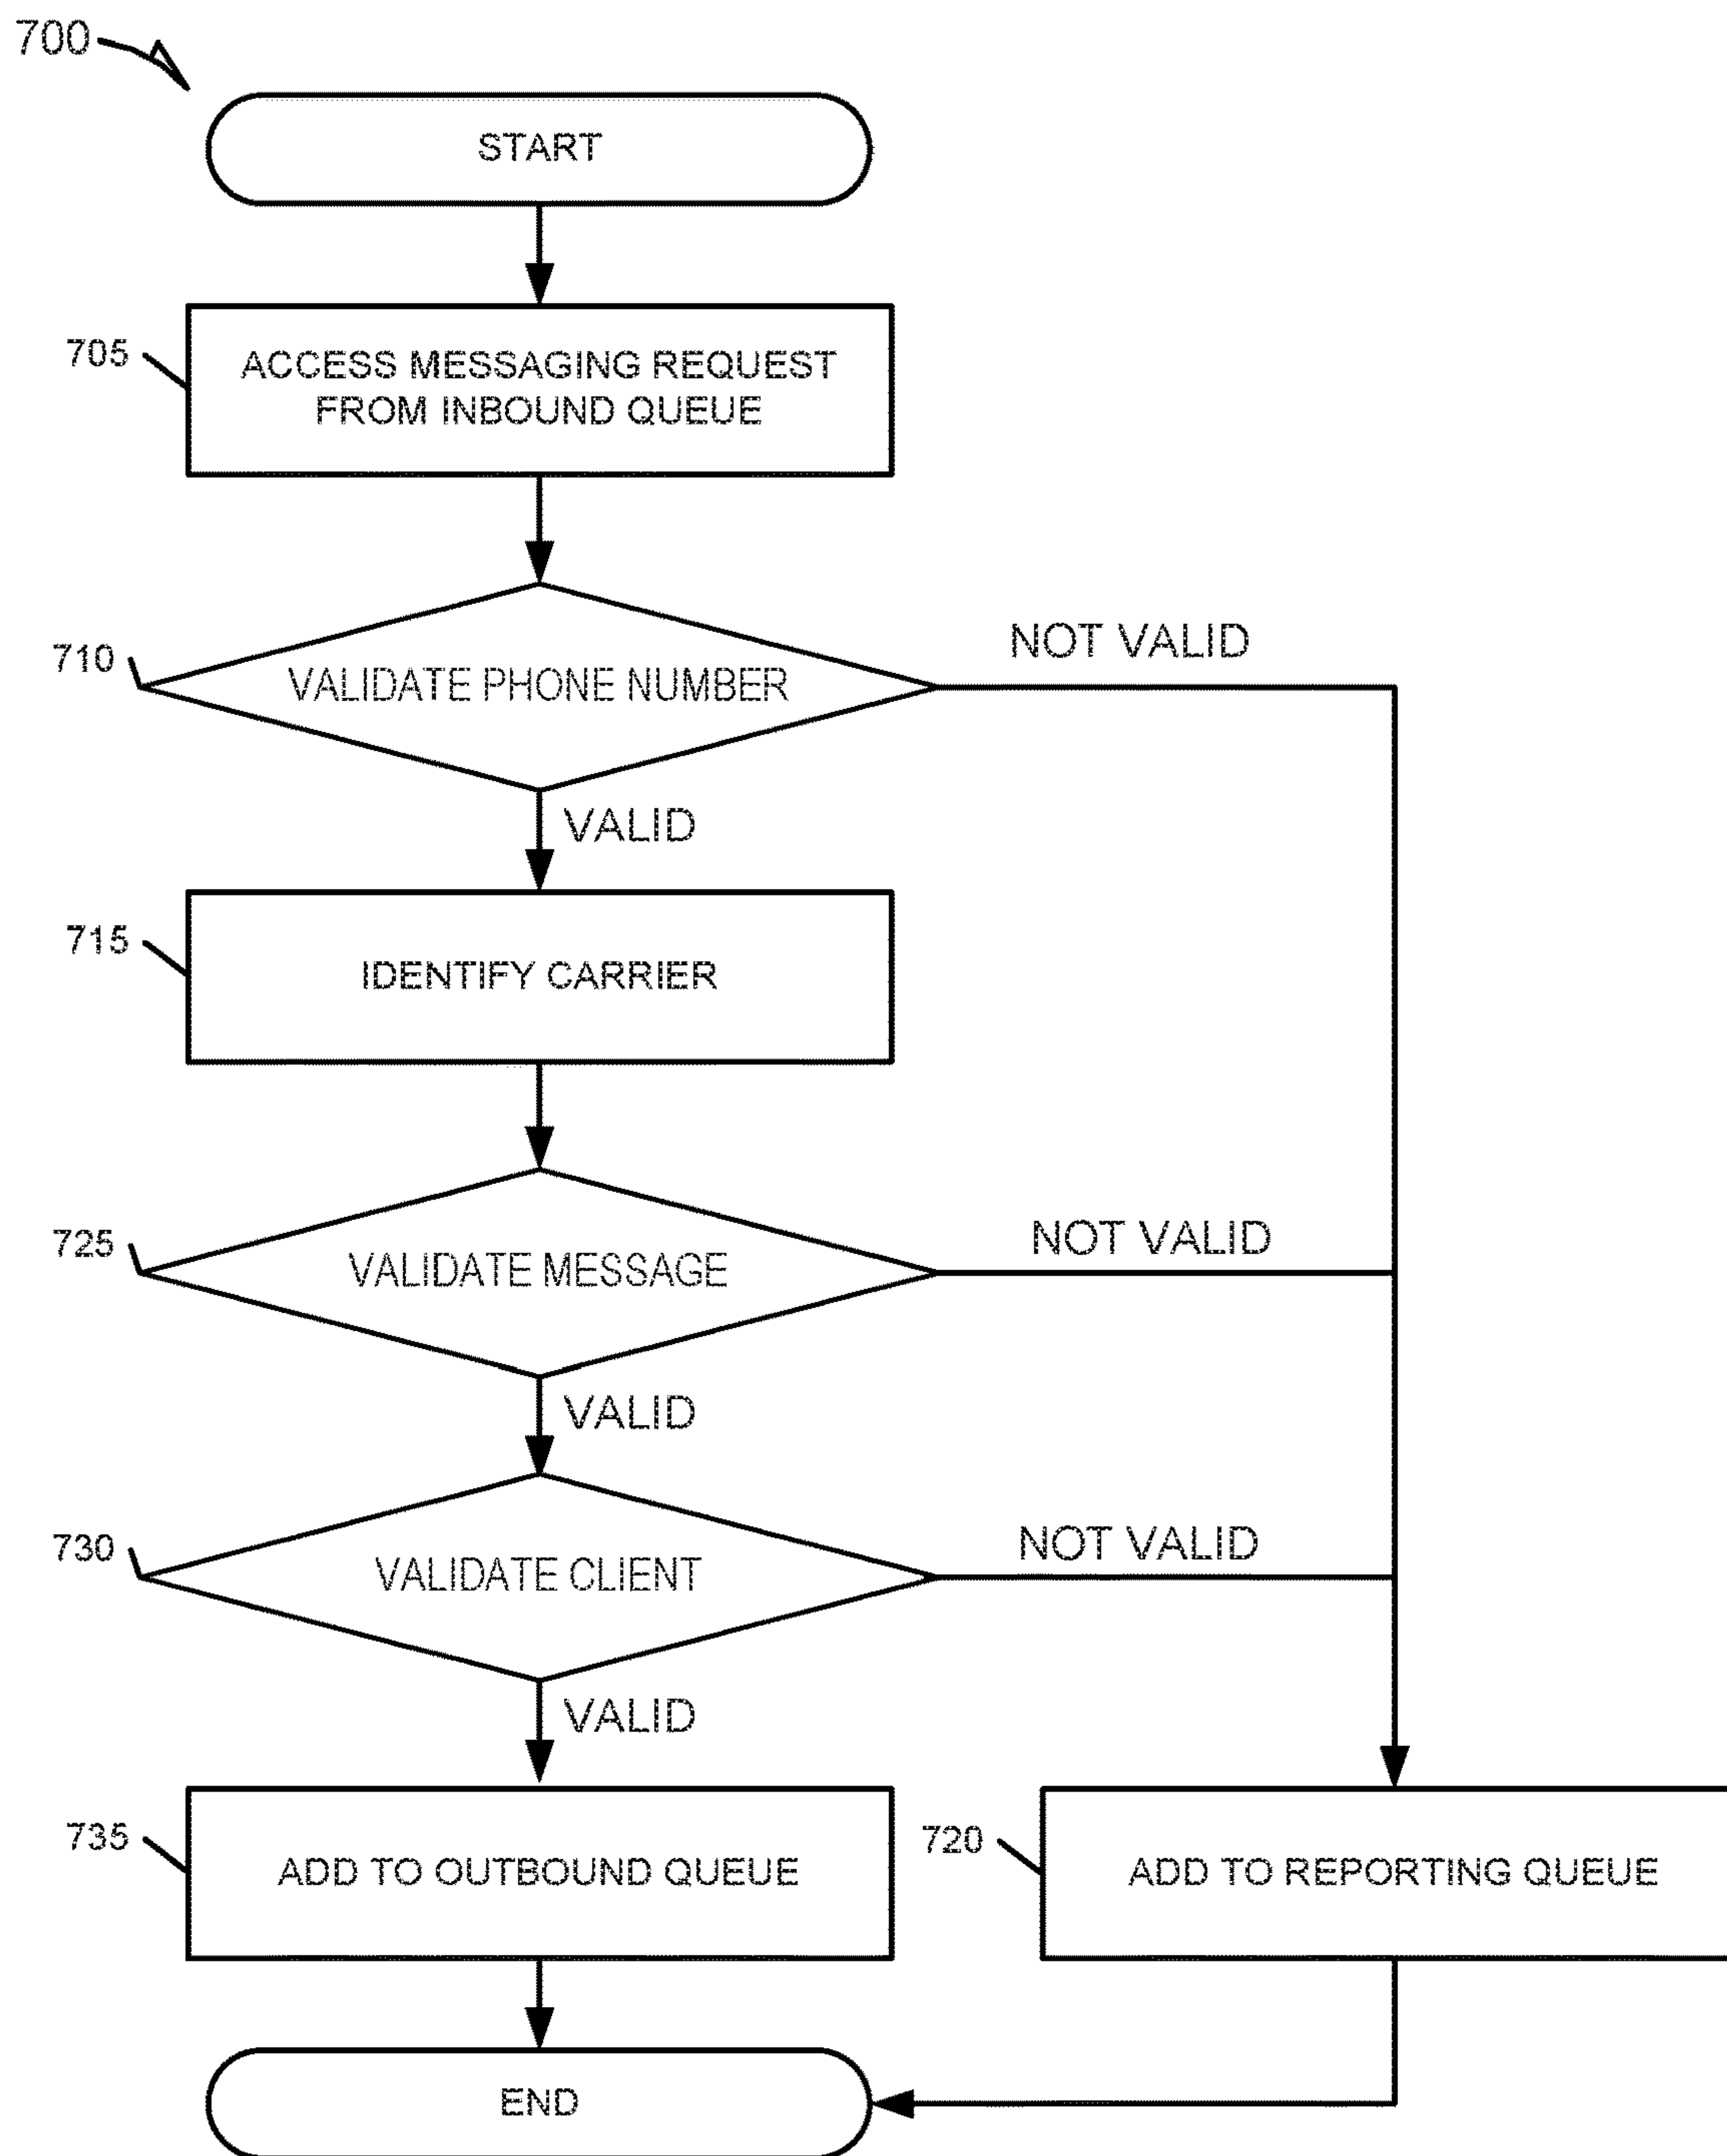 700
START
705
ACCESS MESSAGING REQUEST
FROM INBOUND QUEUE
710
VALIDATE PHONE NUMBER
NOT VALID
VALID
715
IDENTIFY CARRIER
725
VALIDATE MESSAGE
NOT VALID
VALID
730
VALIDATE CLIENT
NOT VALID
VALID
735
ADD TO OUTBOUND QUEUE
720
ADD TO REPORTING QUEUE
END